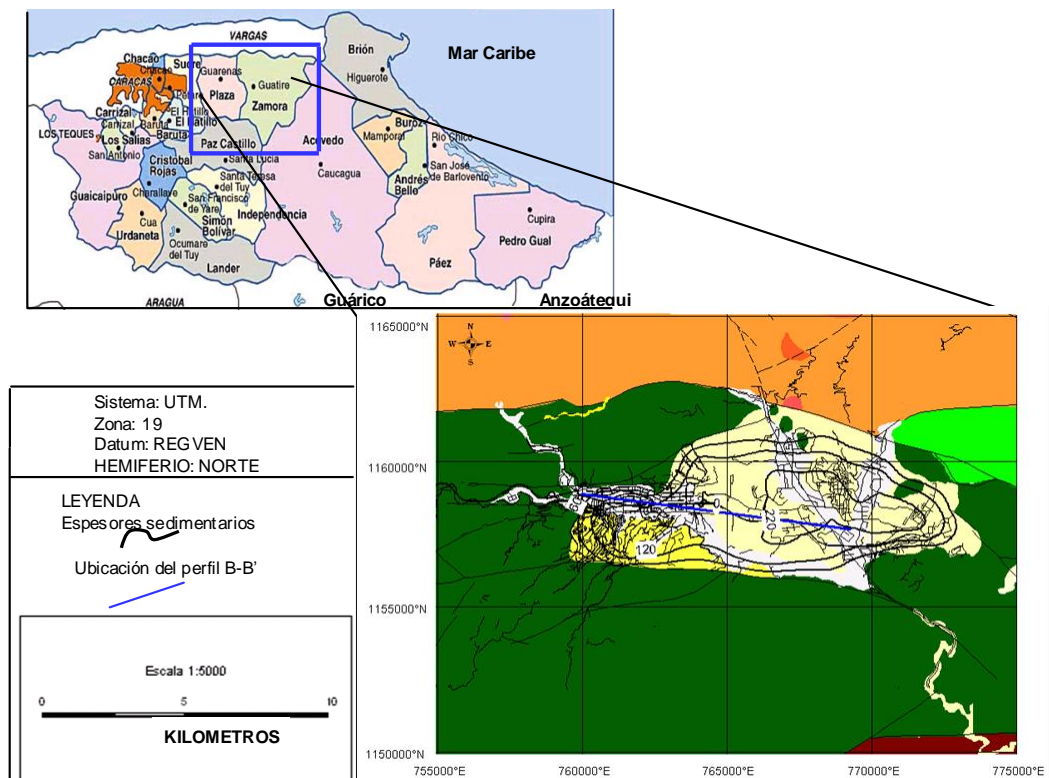 VARGAS
Mar Caribe
Brión
Higuerote
Chacao
Chacao
Sucre
CARACAS
Petare
Guarenas
Plaza
Guatire
Zamora
El Hatillo
El Hatillo
Baruta
Baruta
Carrizal
Carrizal
LOS TEQUES
Los Salias
San Antonio
Paz Castillo
Santa Lucía
Acevedo
Caucagua
Buroz
Mamporal
Río Chico
San José de Barlovento
Andrés Bello
Cristóbal Rojas
Charallave
Santa Teresa del Tuy
San Francisco de Yare
Independencia
Simón Bolívar
Guaicaipuro
Cua
Urdaneta
Ocumare del Tuy
Lander
Páez
Cupira
Pedro Gual
ARAGUA
Guárico
Anzoátegui
1165000°N
N
W E
S
1160000°N
120
1155000°N
1150000°N
755000°E 760000°E 765000°E 770000°E 775000°E
Sistema: UTM.
Zona: 19
Datum: REGVEN
HEMIFERIO: NORTE
LEYENDA
Espesores sedimentarios
Ubicación del perfil B-B'
Escala 1:5000
0 5 10
KILOMETROS